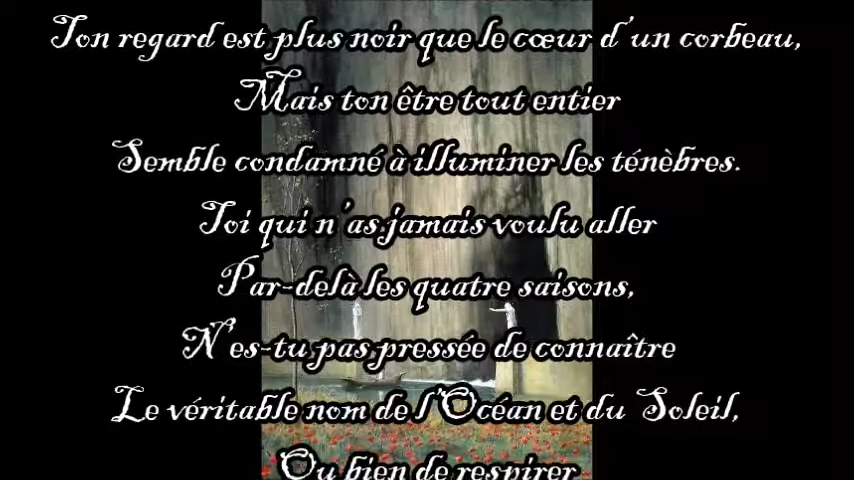 Ton regard est plus noir que le cœur d'un corbeau,
Mais ton être tout entier
Semble condamné à illuminer les ténèbres.
Toi qui n'as jamais voulu aller
Par-delà les quatre saisons,
N'es-tu pas pressée de connaître
Le véritable nom de l'Océan et du Soleil,
Ou bien de respirer